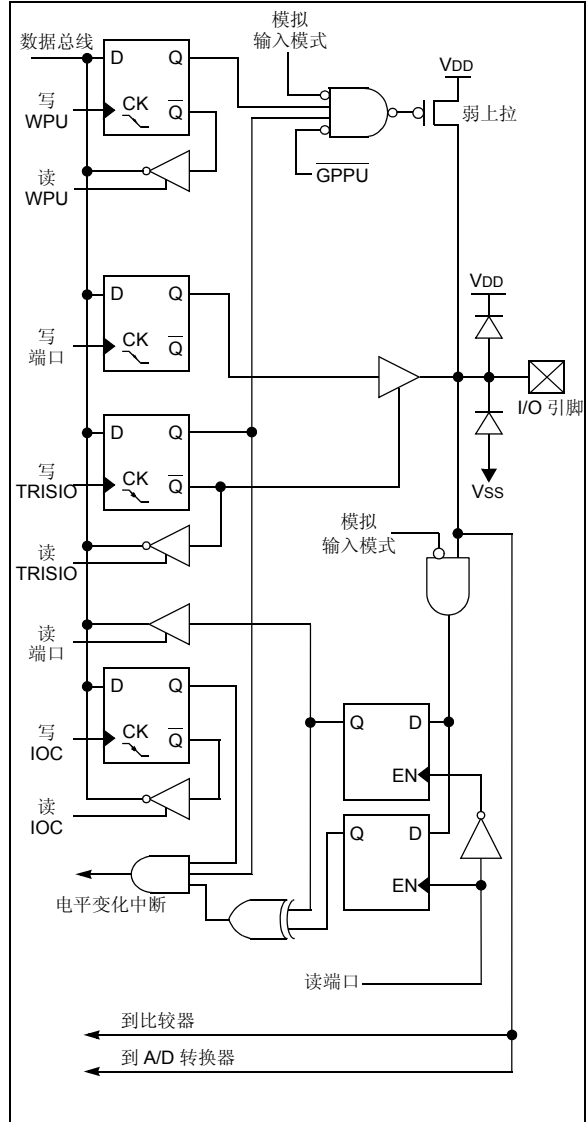 模拟
输入模式
数据总线
D Q
VDD
写
WPU
CK
Q
弱上拉
读
WPU
GPPU
D Q
VDD
写
端口
CK
Q
I/O 引脚
D Q
写
TRISIO
CK
Q
VSS
模拟
输入模式
读
TRISIO
读
端口
D Q
写
IOC
CK
Q
Q D
EN
读
IOC
Q D
EN
电平变化中断
读端口
到比较器
到 A/D 转换器